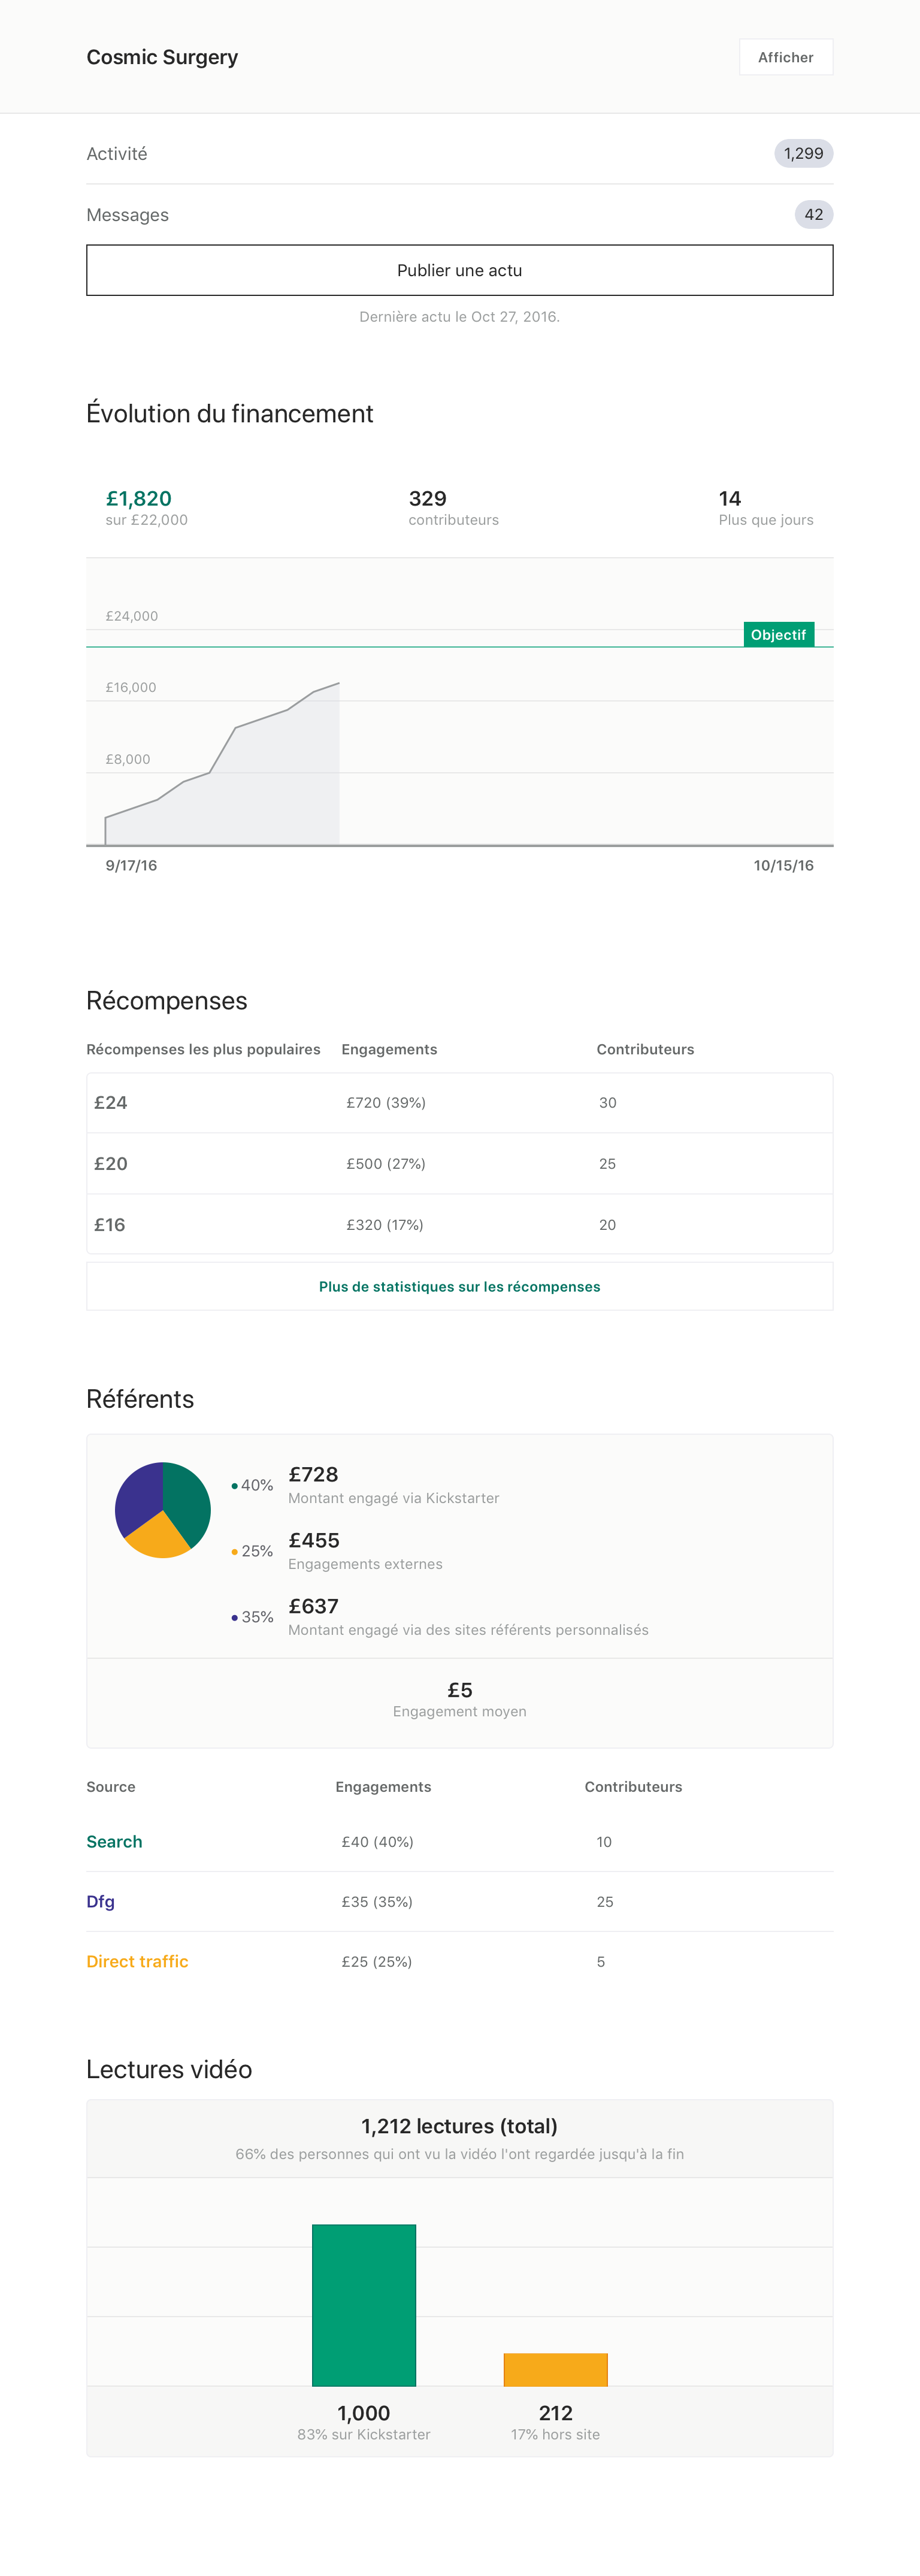 Cosmic Surgery
Afficher
Activité
1,299
Messages
42
Publier une actu
Dernière actu le Oct 27, 2016.
Évolution du financement
£1,820
sur £22,000
329
contributeurs
14
Plus que jours
£24,000
Objectif
£16,000
£8,000
9/17/16
10/15/16
Récompenses
Récompenses les plus populaires Engagements Contributeurs
£24 £720 (39%) 30
£20 £500 (27%) 25
£16 £320 (17%) 20
Plus de statistiques sur les récompenses
Référents
40%
£728
Montant engagé via Kickstarter
25%
£455
Engagements externes
35%
£637
Montant engagé via des sites référents personnalisés
£5
Engagement moyen
Source Engagements Contributeurs
Search £40 (40%) 10
Dfg £35 (35%) 25
Direct traffic £25 (25%) 5
Lectures vidéo
1,212 lectures (total)
66% des personnes qui ont vu la vidéo l'ont regardée jusqu'à la fin
1,000
83% sur Kickstarter
212
17% hors site